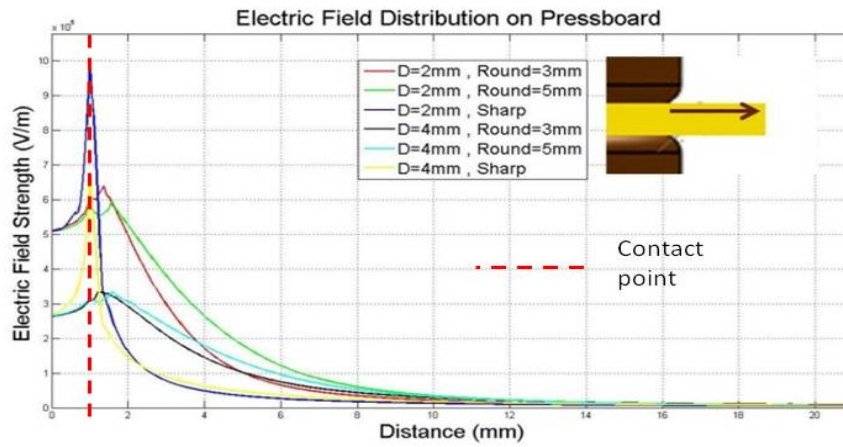 Electric Field Distribution on Pressboard
Electric Field Strength (V/m)
10
9
8
7
6
5
4
3
2
1
0
D=2mm , Round=3mm
D=2mm , Round=5mm
D=2mm , Sharp
D=4mm , Round=3mm
D=4mm , Round=5mm
D=4mm , Sharp
Contact
point
0 2 4 6 8 10 12 14 16 18 20
Distance (mm)